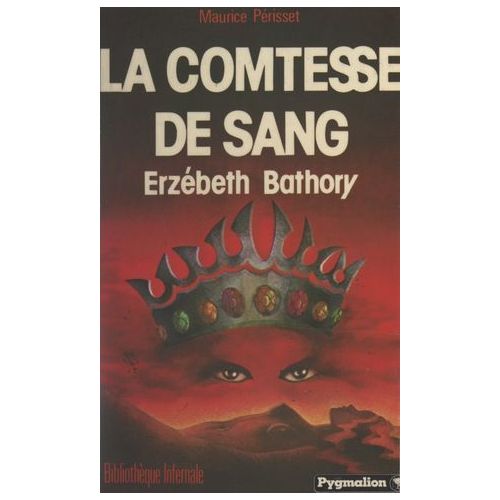 Maurice Périsset
LA COMTESSE
DE SANG
Erzébeth Bathory
Bibliothèque Infernale
Pygmalion